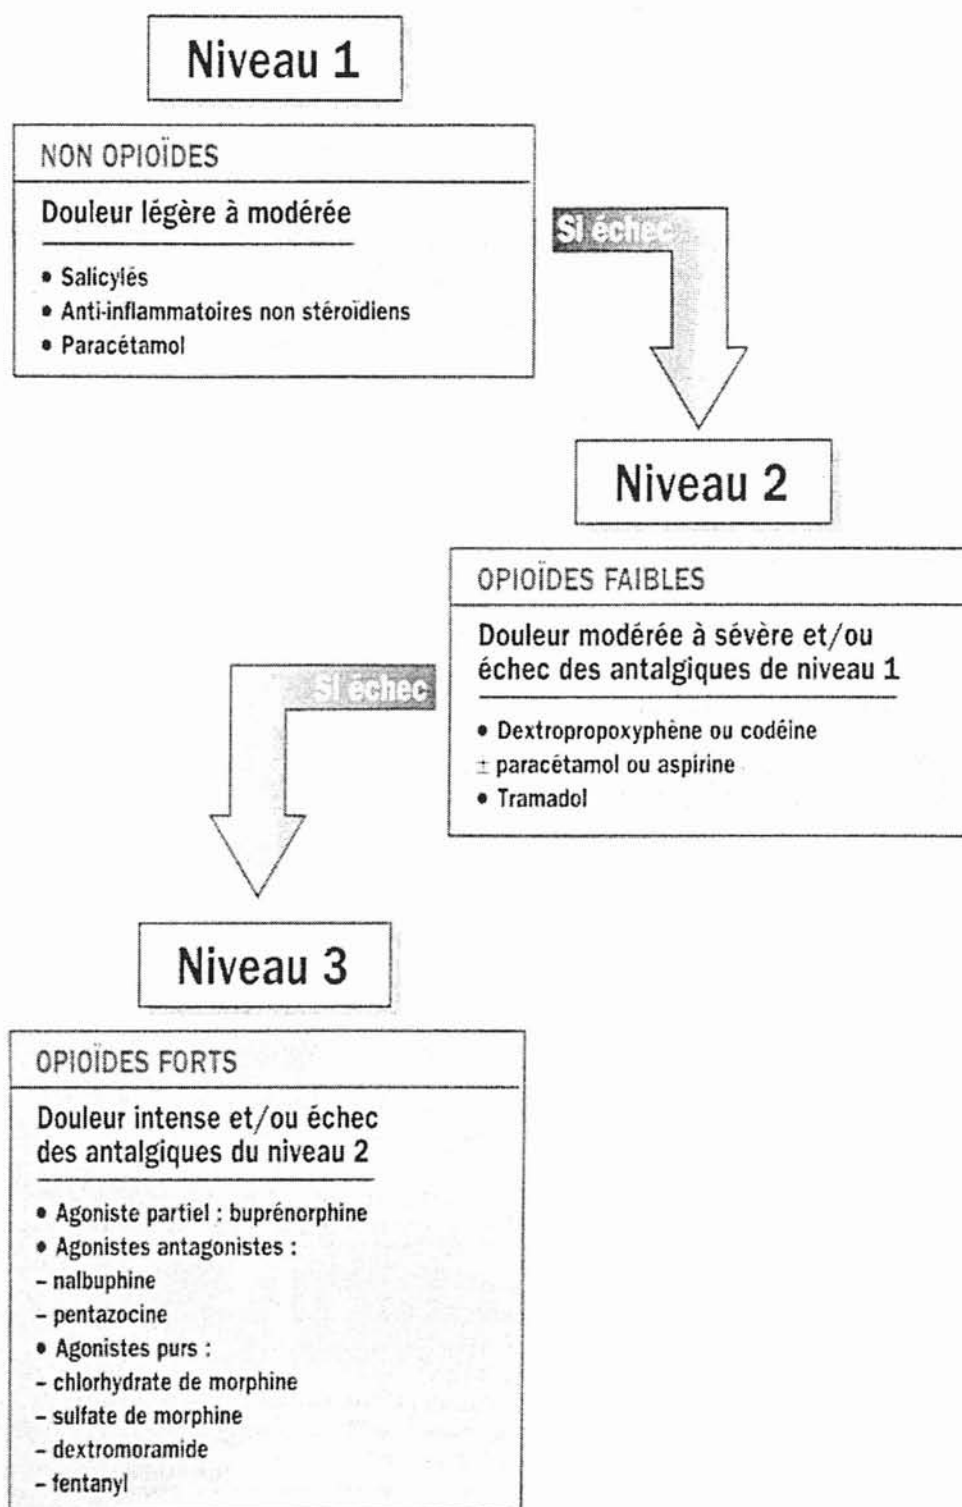 Niveau 1
NON OPIOÏDES
Douleur légère à modérée
• Salicylés
• Anti-inflammatoires non stéroïdiens
• Paracétamol
Si échec
Niveau 2
OPIOÏDES FAIBLES
Douleur modérée à sévère et/ou
échec des antalgiques de niveau 1
• Dextropropoxyphène ou codéine
± paracétamol ou aspirine
• Tramadol
Si échec
Niveau 3
OPIOÏDES FORTS
Douleur intense et/ou échec
des antalgiques du niveau 2
• Agoniste partiel : buprénorphine
• Agonistes antagonistes :
– nalbuphine
– pentazocine
• Agonistes purs :
– chlorhydrate de morphine
– sulfate de morphine
– dextromoramide
– fentanyl